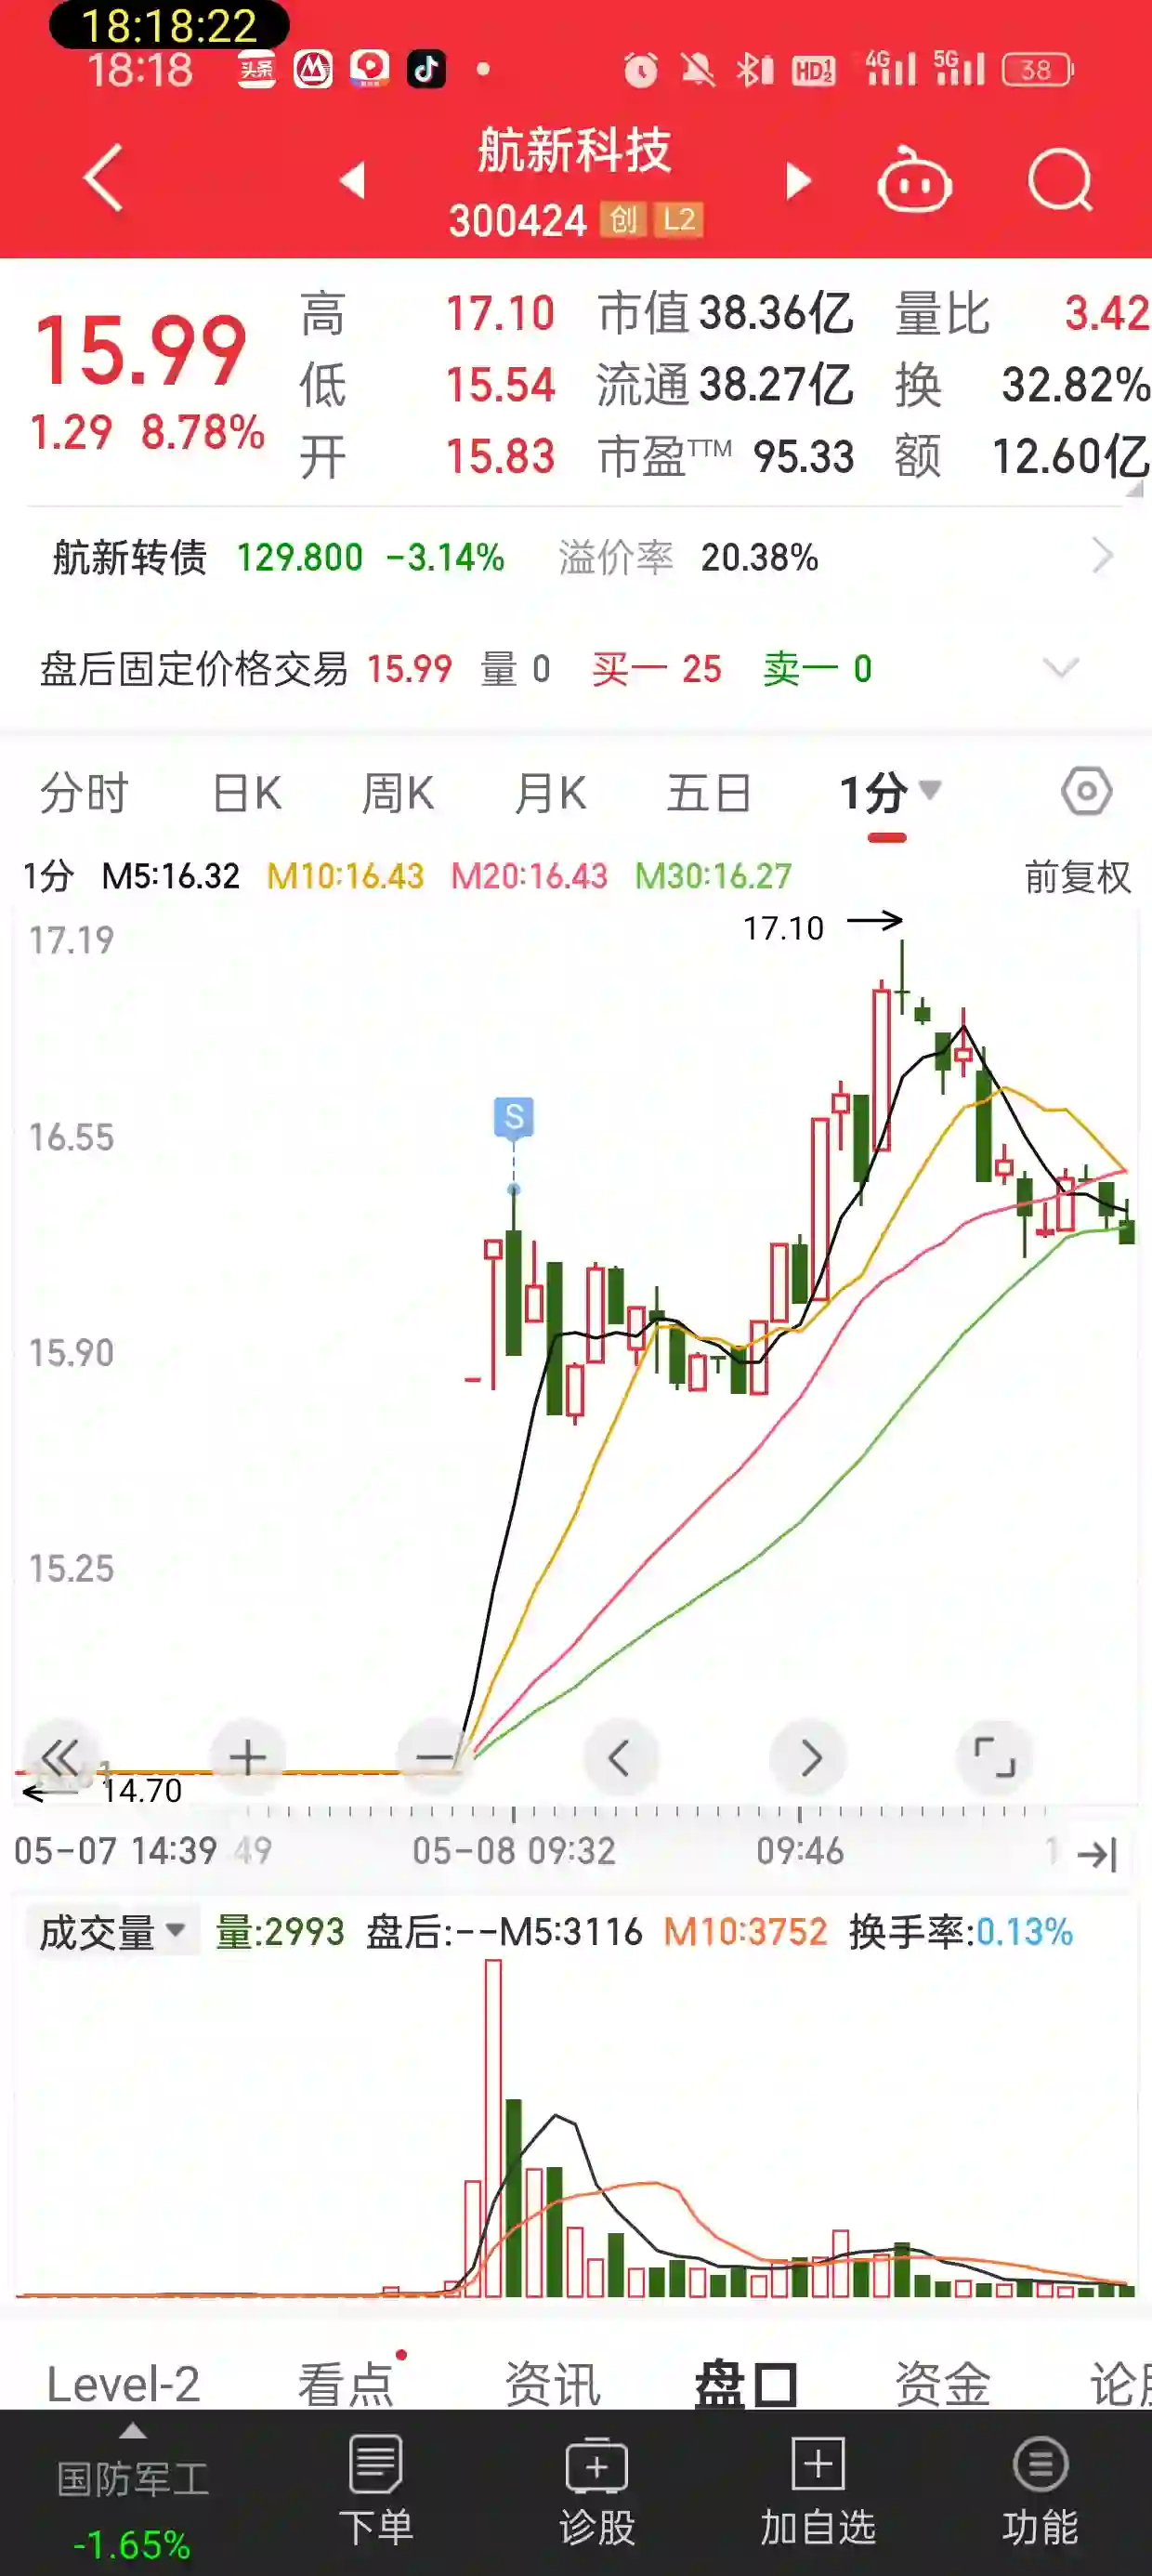 18:18:22
18:18 头条 HD12 4G 5G 38
航新科技
300424 创 L2
15.99
1.29 8.78%
高 17.10 市值 38.36亿 量比 3.42
低 15.54 流通 38.27亿 换 32.82%
开 15.83 市盈TTM 95.33 额 12.60亿
航新转债 129.800 -3.14% 溢价率 20.38%
盘后固定价格交易 15.99 量 0 买一 25 卖一 0
分时 日K 周K 月K 五日 1分
1分 M5:16.32 M10:16.43 M20:16.43 M30:16.27 前复权
17.19
17.10
16.55
S
15.90
15.25
14.70
05-07 14:39 49 05-08 09:32 09:46 1
成交量 量:2993 盘后:--M5:3116 M10:3752 换手率:0.13%
Level-2 看点 资讯 盘口 资金 论
国防军工 下单 诊股 加自选 功能
-1.65%